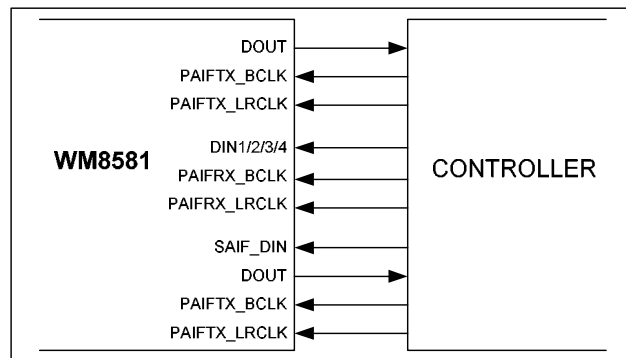 DOUT
PAIFTX_BCLK
PAIFTX_LRCLK
DIN1/2/3/4
WM8581
PAIFRX_BCLK
CONTROLLER
PAIFRX_LRCLK
SAIF_DIN
DOUT
PAIFTX_BCLK
PAIFTX_LRCLK